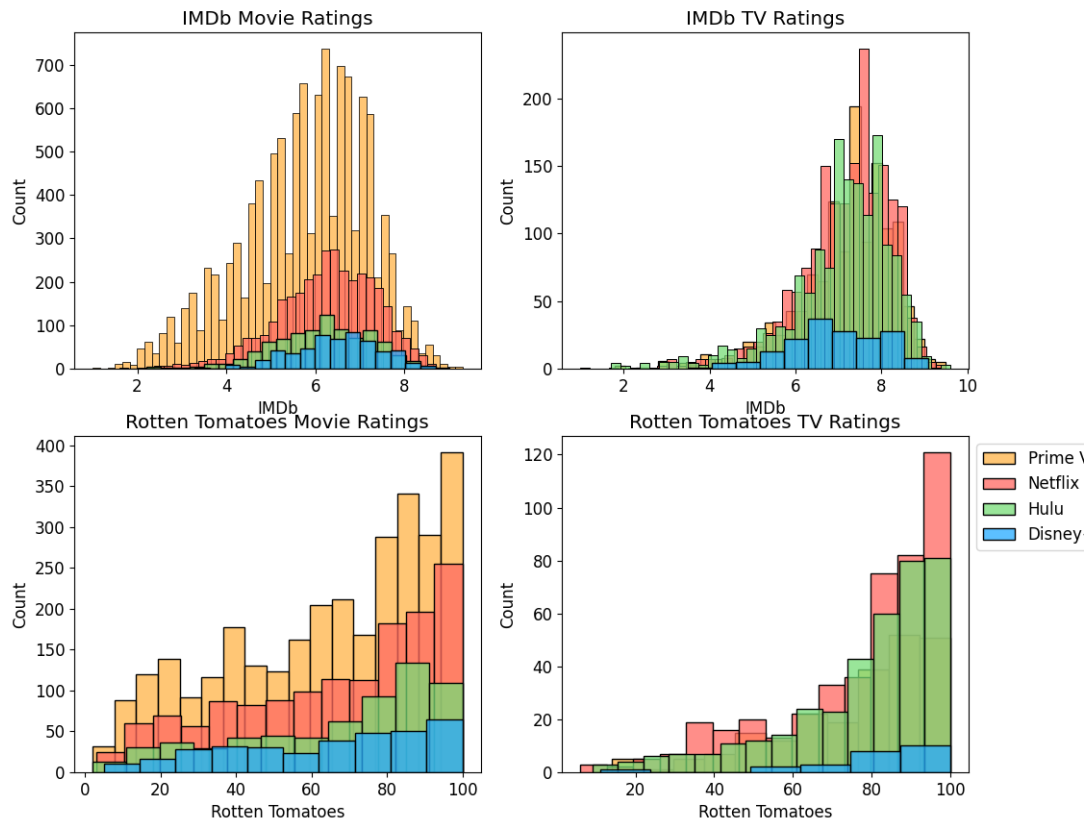 IMDb Movie Ratings
Count
700
600
500
400
300
200
100
0
2 4 6 8
IMDb
IMDb TV Ratings
Count
200
150
100
50
0
2 4 6 8 10
IMDb
Rotten Tomatoes Movie Ratings
Count
400
350
300
250
200
150
100
50
0
0 20 40 60 80 100
Rotten Tomatoes
Rotten Tomatoes TV Ratings
Count
120
100
80
60
40
20
0
20 40 60 80 100
Rotten Tomatoes
Prime V
Netflix
Hulu
Disney